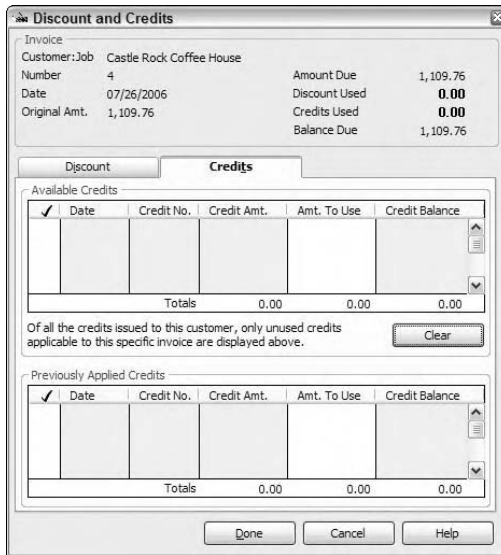 Discount and Credits
Invoice
Customer:Job Castle Rock Coffee House
Number 4 Amount Due 1,109.76
Date 07/26/2006 Discount Used 0.00
Original Amt. 1,109.76 Credits Used 0.00
Balance Due 1,109.76
Discount Credits
Available Credits
✓ Date Credit No. Credit Amt. Amt. To Use Credit Balance
Totals 0.00 0.00 0.00
Of all the credits issued to this customer, only unused credits
applicable to this specific invoice are displayed above.
Clear
Previously Applied Credits
✓ Date Credit No. Credit Amt. Amt. To Use Credit Balance
Totals 0.00 0.00 0.00
Done Cancel Help